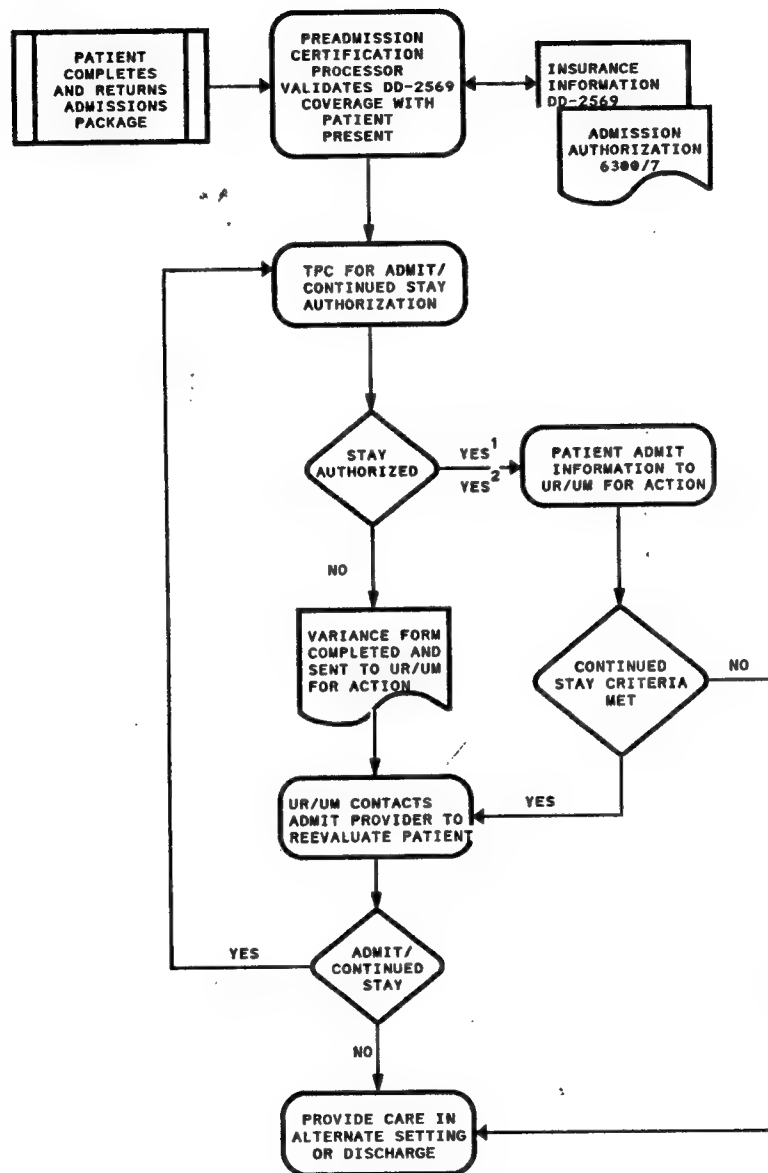 PATIENT
COMPLETES
AND RETURNS
ADMISSIONS
PACKAGE
PREADMISSION
CERTIFICATION
PROCESSOR
VALIDATES DD-2569
COVERAGE WITH
PATIENT
PRESENT
INSURANCE
INFORMATION
DD-2569
ADMISSION
AUTHORIZATION
6300/7
TPC FOR ADMIT/
CONTINUED STAY
AUTHORIZATION
STAY
AUTHORIZED
YES¹
YES²
PATIENT ADMIT
INFORMATION TO
UR/UM FOR ACTION
NO
VARIANCE FORM
COMPLETED AND
SENT TO UR/UM
FOR ACTION
CONTINUED
STAY CRITERIA
MET
NO
YES
UR/UM CONTACTS
ADMIT PROVIDER TO
REEVALUATE PATIENT
ADMIT/
CONTINUED
STAY
YES
NO
PROVIDE CARE IN
ALTERNATE SETTING
OR DISCHARGE